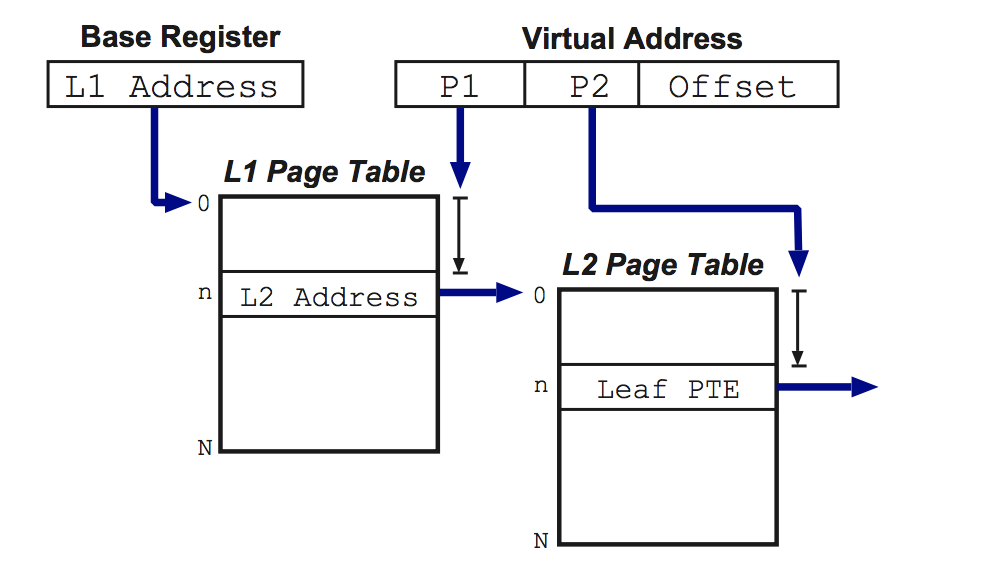 Base Register
Virtual Address
L1 Address
P1 P2 Offset
L1 Page Table
0
L2 Page Table
n L2 Address
0
n Leaf PTE
N
N